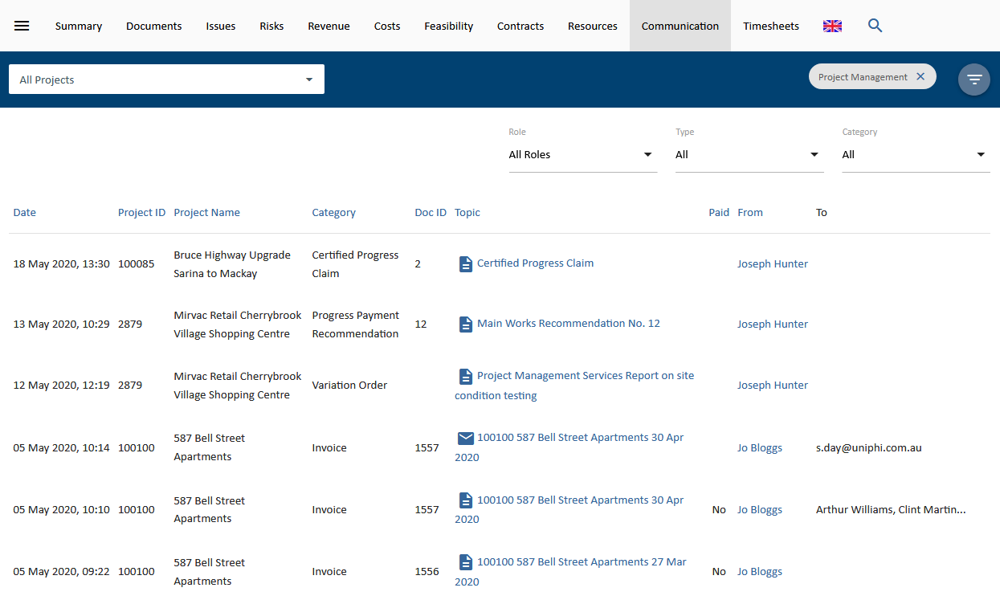 Summary Documents Issues Risks Revenue Costs Feasibility Contracts Resources Communication Timesheets
All Projects
Project Management
Role Type Category
All Roles All All
Date Project ID Project Name Category Doc ID Topic Paid From To
18 May 2020, 13:30 100085 Bruce Highway Upgrade Certified Progress 2 Certified Progress Claim Joseph Hunter
Sarina to Mackay Claim
13 May 2020, 10:29 2879 Mirvac Retail Cherrybrook Progress Payment 12 Main Works Recommendation No. 12 Joseph Hunter
Village Shopping Centre Recommendation
12 May 2020, 12:19 2879 Mirvac Retail Cherrybrook Variation Order Project Management Services Report on site Joseph Hunter
Village Shopping Centre condition testing
05 May 2020, 10:14 100100 587 Bell Street Invoice 1557 100100 587 Bell Street Apartments 30 Apr Jo Bloggs s.day@uniphi.com.au
Apartments 2020
05 May 2020, 10:10 100100 587 Bell Street Invoice 1557 100100 587 Bell Street Apartments 30 Apr No Jo Bloggs Arthur Williams, Clint Martin...
Apartments 2020
05 May 2020, 09:22 100100 587 Bell Street Invoice 1556 100100 587 Bell Street Apartments 27 Mar No Jo Bloggs
Apartments 2020